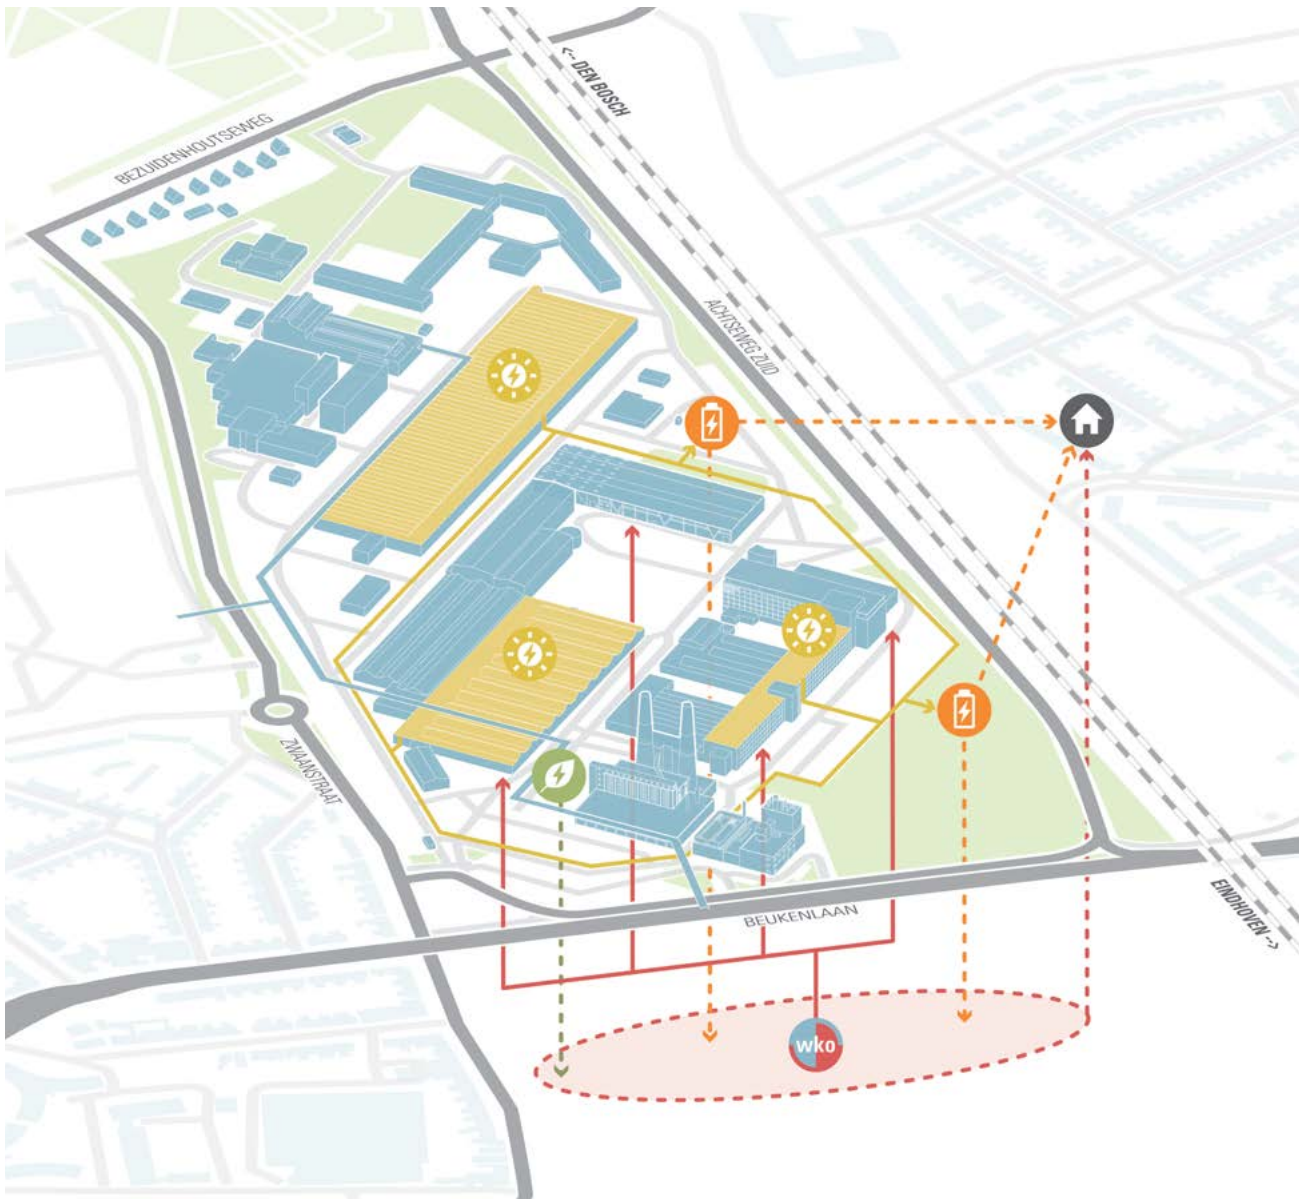 <-- DEN BOSCH
BEZUIDENHOUTSEWEG
ACHTSEWEG ZUID
ZWAANSTRAAT
BEUKENLAAN
EINDHOVEN -->
wko